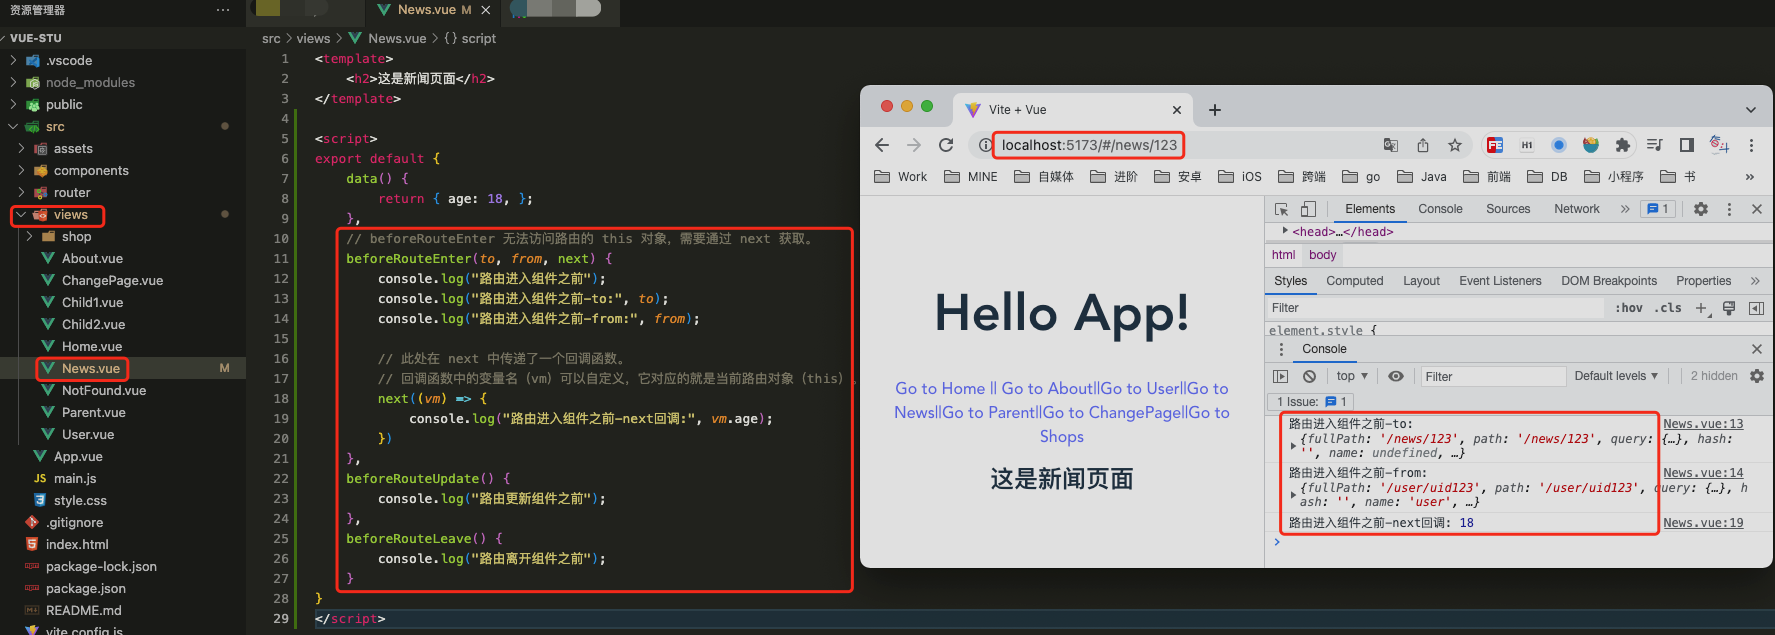 资源管理器
···
VUE-STU
.vscode
node_modules
public
src
assets
components
router
views
shop
About.vue
ChangePage.vue
Child1.vue
Child2.vue
Home.vue
News.vue M
NotFound.vue
Parent.vue
User.vue
App.vue
JS main.js
style.css
.gitignore
index.html
package-lock.json
package.json
README.md
vite.config.js
News.vue M ×
src > views > News.vue > {} script
1 <template>
2 <h2>这是新闻页面</h2>
3 </template>
4
5 <script>
6 export default {
7 data() {
8 return { age: 18, };
9 },
10 // beforeRouteEnter 无法访问路由的 this 对象，需要通过 next 获取。
11 beforeRouteEnter(to, from, next) {
12 console.log("路由进入组件之前");
13 console.log("路由进入组件之前-to:", to);
14 console.log("路由进入组件之前-from:", from);
15
16 // 此处在 next 中传递了一个回调函数。
17 // 回调函数中的变量名（vm）可以自定义，它对应的就是当前路由对象（this）。
18 next((vm) => {
19 console.log("路由进入组件之前-next回调:", vm.age);
20 })
21 },
22 beforeRouteUpdate() {
23 console.log("路由更新组件之前");
24 },
25 beforeRouteLeave() {
26 console.log("路由离开组件之前");
27 }
28 }
29 </script>
Vite + Vue
localhost:5173/#/news/123
FE H1
Work MINE 自媒体 进阶 安卓 iOS 跨端 go Java 前端 DB 小程序 书 »
Hello App!
Go to Home || Go to About||Go to User||Go to
News||Go to Parent||Go to ChangePage||Go to
Shops
这是新闻页面
Elements Console Sources Network » 1
<head>…</head>
html body
Styles Computed Layout Event Listeners DOM Breakpoints Properties »
Filter :hov .cls
element.style {
Console
top Filter Default levels 2 hidden
1 Issue: 1
路由进入组件之前-to: News.vue:13
{fullPath: '/news/123', path: '/news/123', query: {…}, hash:
'', name: undefined, …}
路由进入组件之前-from: News.vue:14
{fullPath: '/user/uid123', path: '/user/uid123', query: {…}, h
ash: '', name: 'user', …}
路由进入组件之前-next回调: 18 News.vue:19